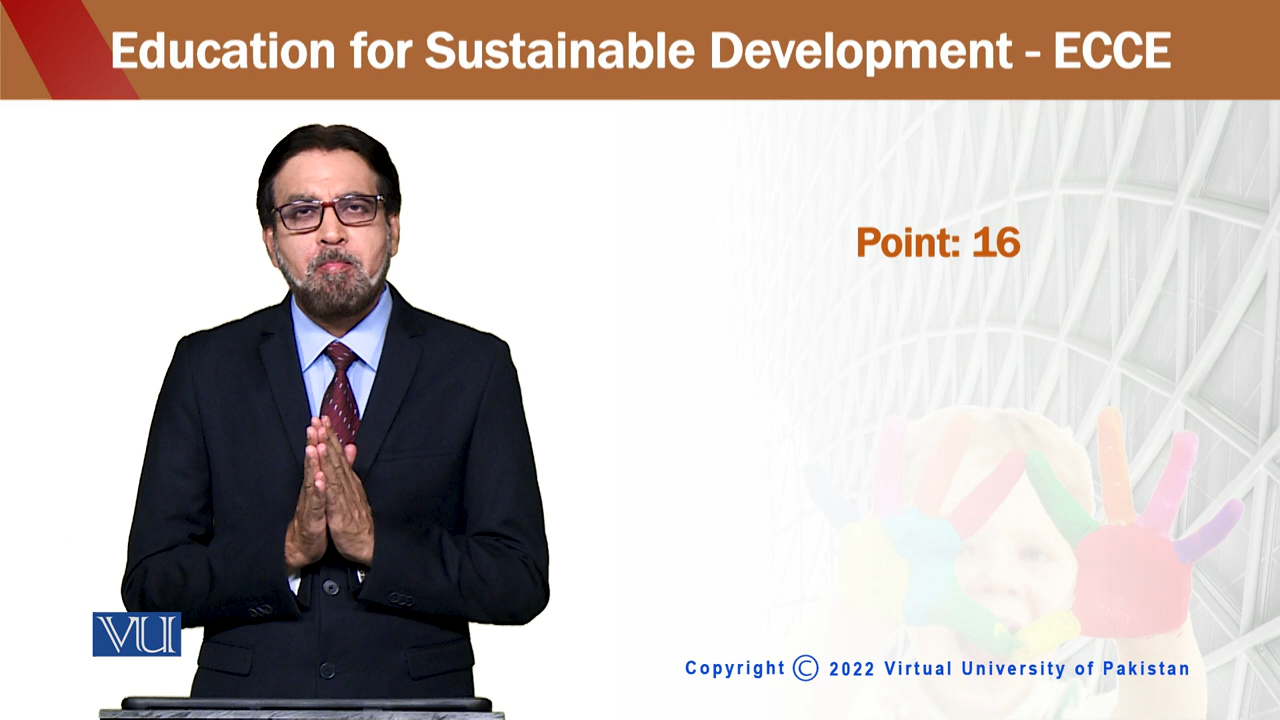 Education for Sustainable Development - ECCE
Point: 16
VU
Copyright © 2022 Virtual University of Pakistan